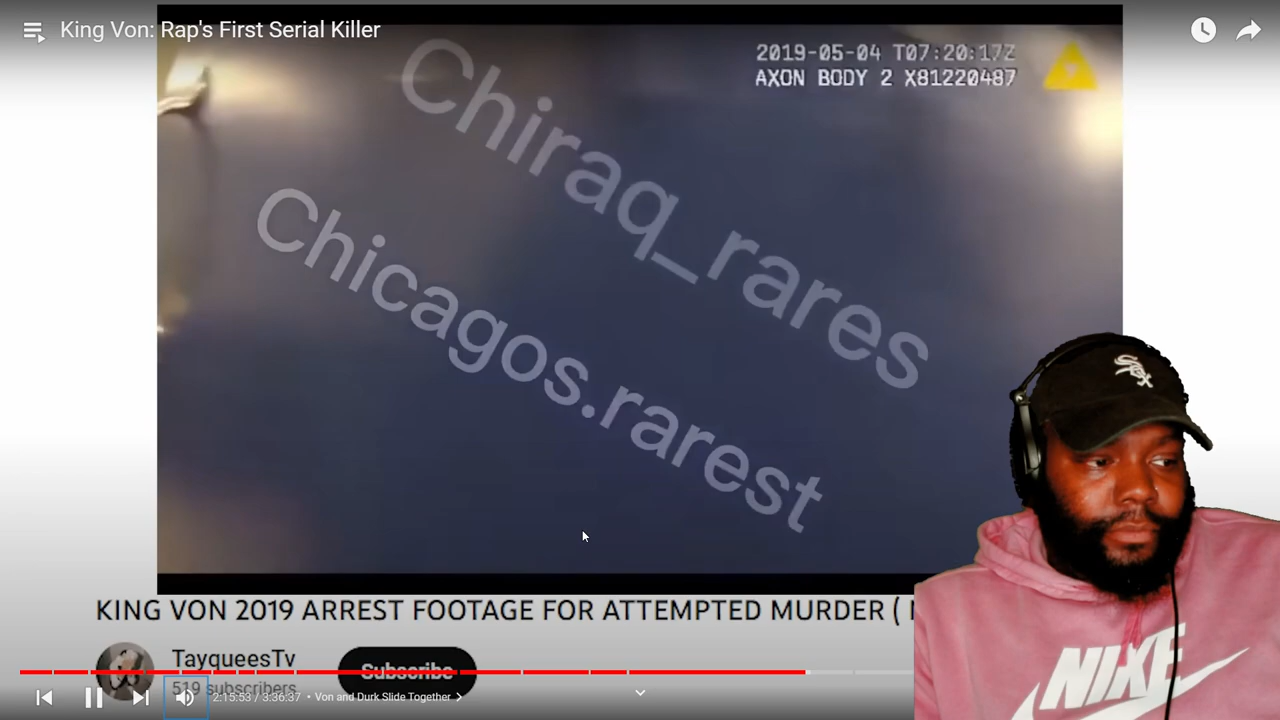 King Von: Rap's First Serial Killer
2019-05-04 T07:20:17Z
AXON BODY 2 X81220487
Chiraq_rares
Chicagos.rarest
Sox
KING VON 2019 ARREST FOOTAGE FOR ATTEMPTED MURDER (
TayqueesTv
519 subscribers
Subscribe
2:15:53 / 3:36:37 • Von and Durk Slide Together >
NIKE